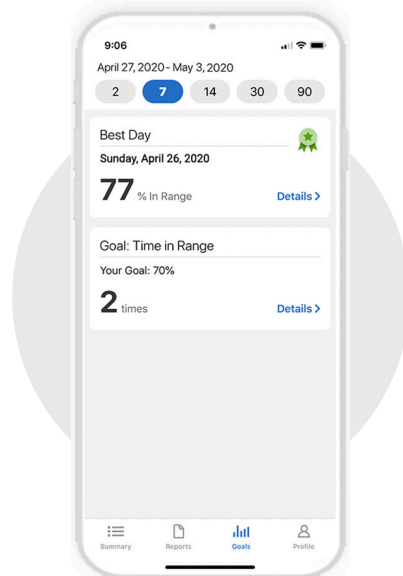 9:06
April 27, 2020- May 3, 2020
2 7 14 30 90
Best Day
Sunday, April 26, 2020
77 % In Range
Details >
Goal: Time in Range
Your Goal: 70%
2 times
Details >
Summary Reports Goals Profile